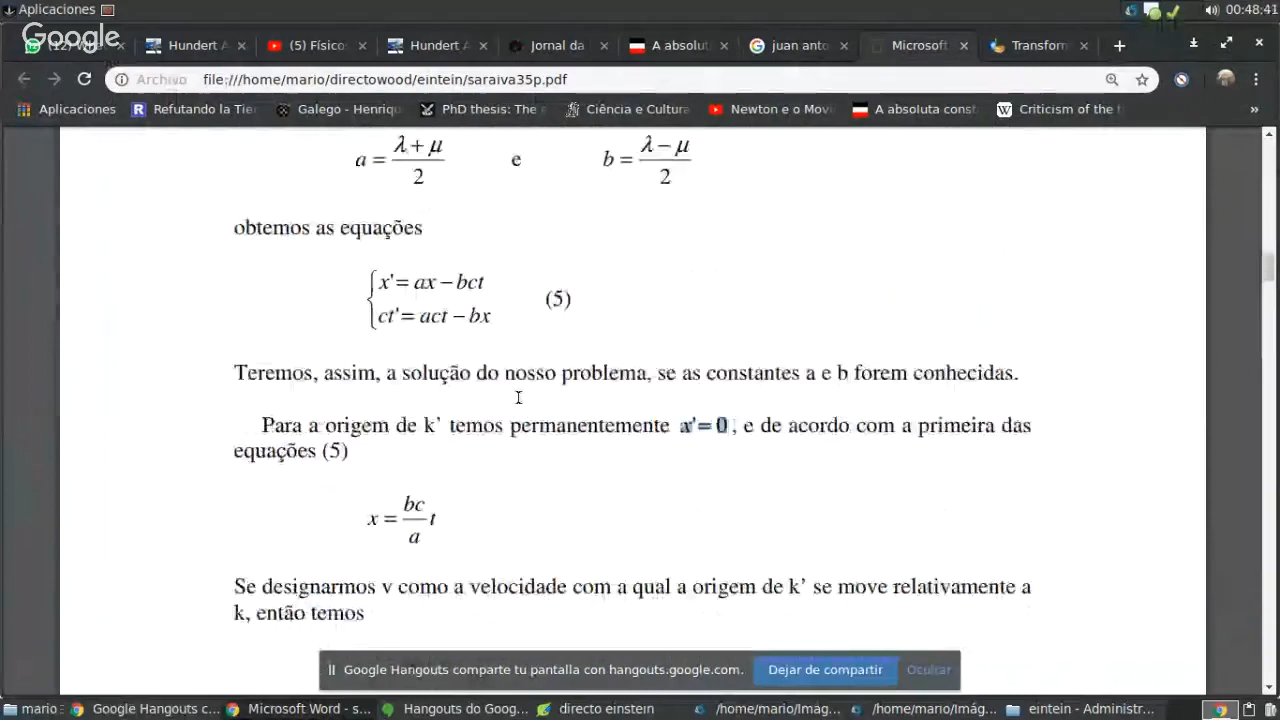 Aplicaciones
00:48:41
Google
Hundert A
(5) Físico
Hundert A
Jornal da
A absolut
juan anto
Microsoft
Transform
Archivo file:///home/mario/directowood/eintein/saraiva35p.pdf
Aplicaciones
Refutando la Tier
Galego - Henriqu
PhD thesis: The e
Ciência e Cultura
Newton e o Movi
A absoluta const
Criticism of the t
»
a = (λ + μ)/2 e b = (λ − μ)/2
obtemos as equações
x'= ax − bct
(5)
ct'= act − bx
Teremos, assim, a solução do nosso problema, se as constantes a e b forem conhecidas.
Para a origem de k’ temos permanentemente x'= 0 , e de acordo com a primeira das
equações (5)
x = (bc/a) t
Se designarmos v como a velocidade com a qual a origem de k’ se move relativamente a
k, então temos
Google Hangouts comparte tu pantalla con hangouts.google.com.
Dejar de compartir
Ocultar
mario
Google Hangouts c...
Microsoft Word - s...
Hangouts do Goog...
directo einstein
/home/mario/Imág...
/home/mario/Imág...
eintein - Administr...